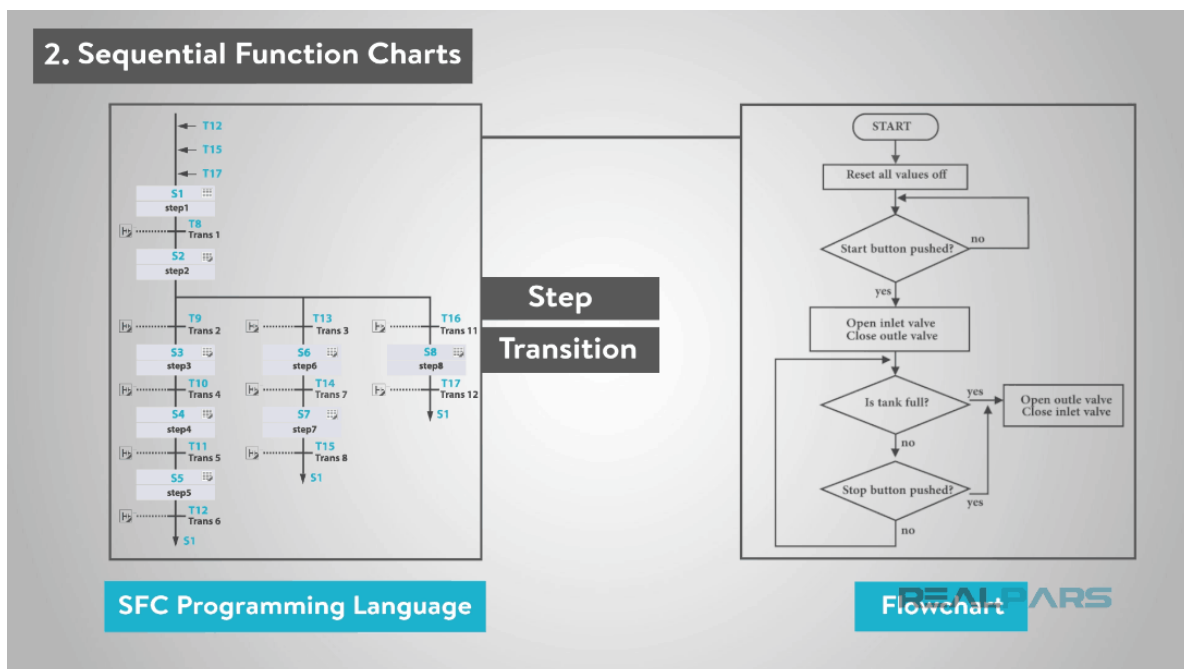 2. Sequential Function Charts
T12
T15
T17
S1
step1
T8
Trans 1
S2
step2
T9
Trans 2
T13
Trans 3
T16
Trans 11
S3
step3
S6
step6
S8
step8
T10
Trans 4
T14
Trans 7
T17
Trans 12
S4
step4
S7
step7
S1
T11
Trans 5
T15
Trans 8
S5
step5
S1
T12
Trans 6
S1
SFC Programming Language
Step
Transition
START
Reset all values off
Start button pushed?
no
yes
Open inlet valve
Close outle valve
Is tank full?
yes
Open outle valve
Close inlet valve
no
Stop button pushed?
yes
no
Flowchart
REALPARS